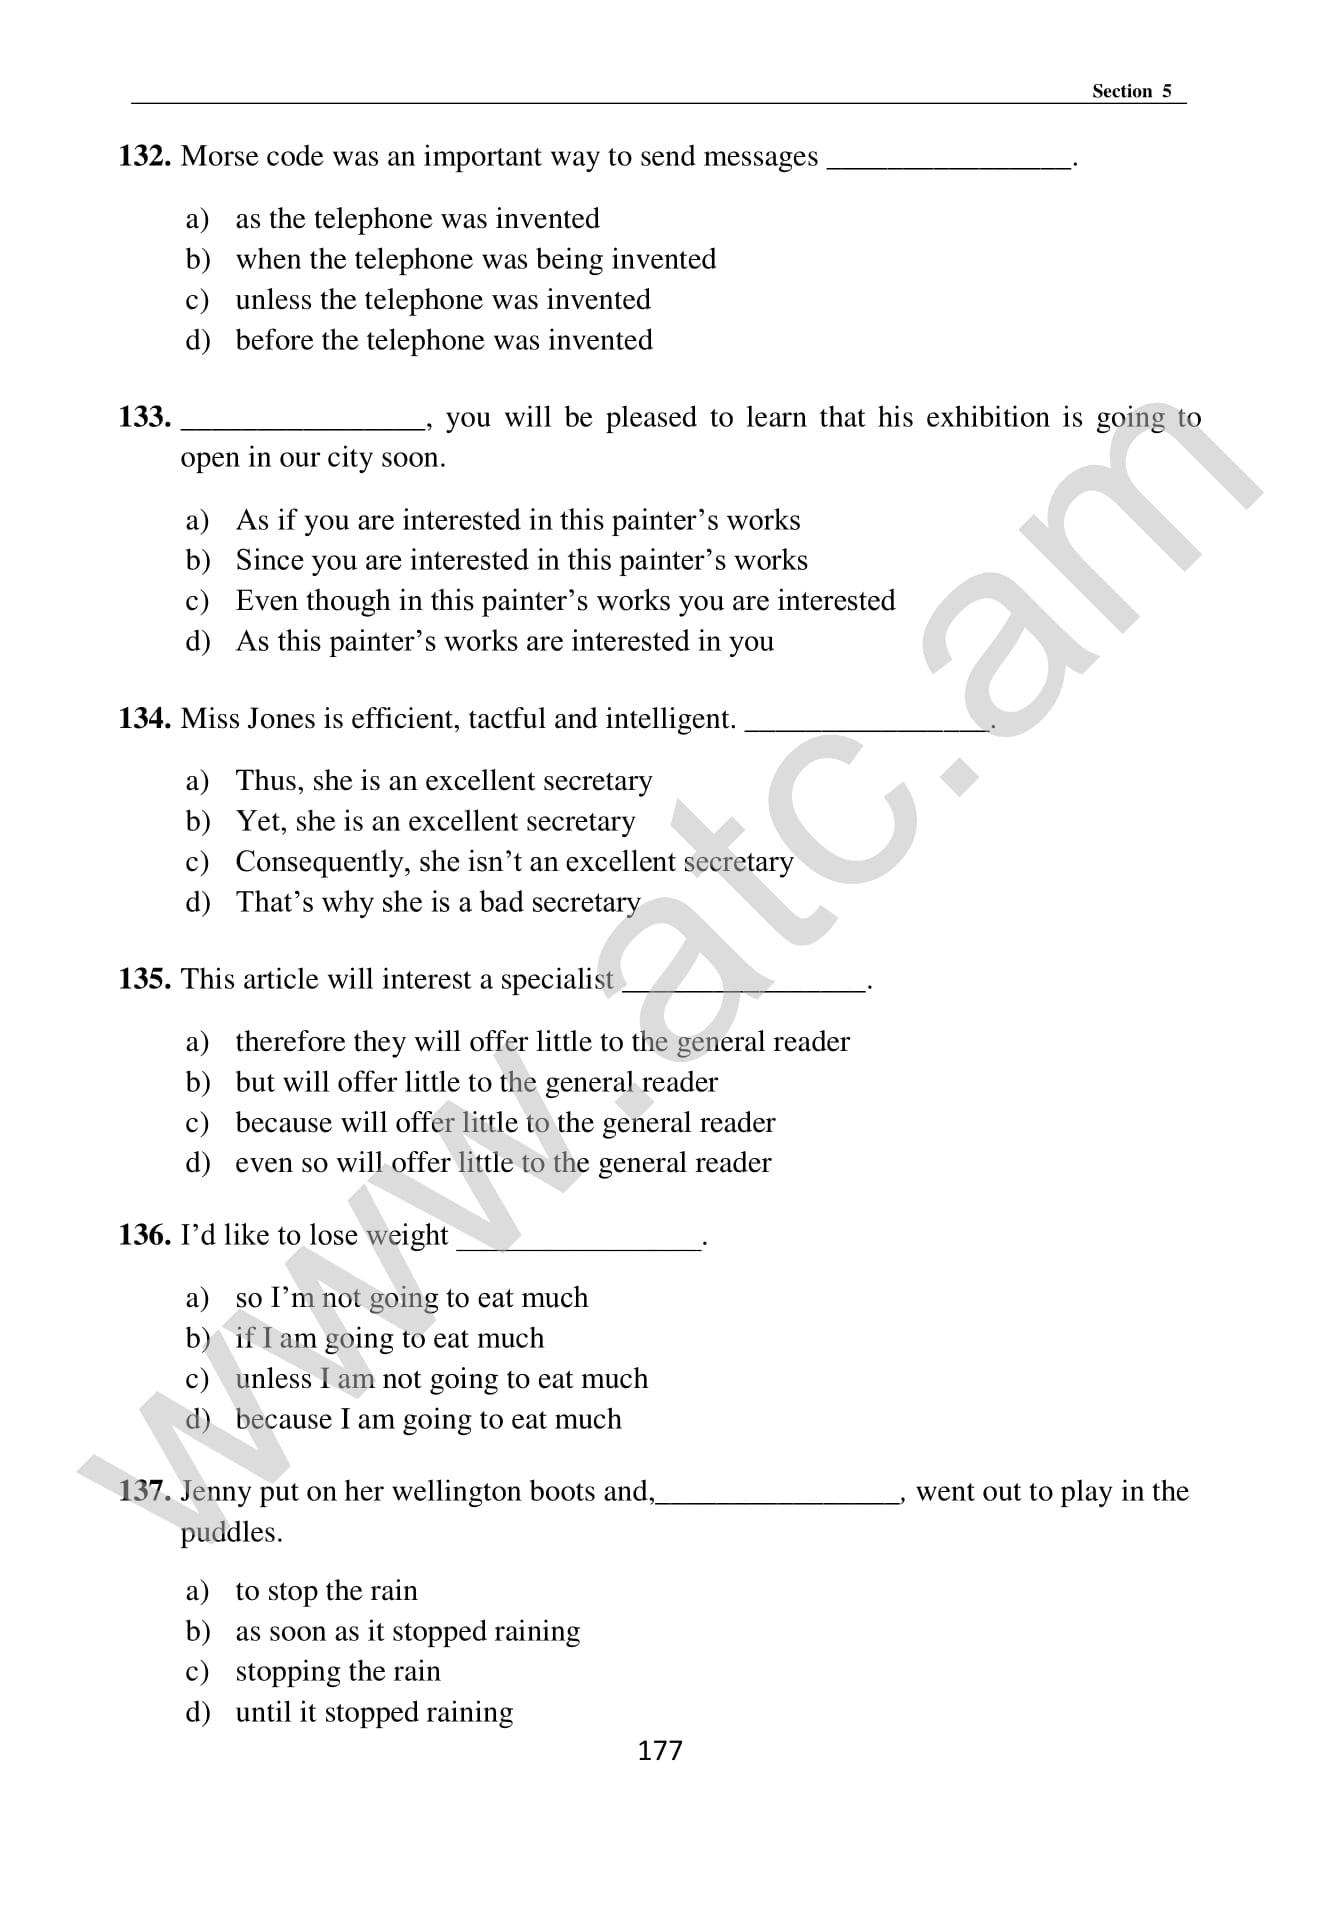 Section 5
132. Morse code was an important way to send messages ________________.
a) as the telephone was invented
b) when the telephone was being invented
c) unless the telephone was invented
d) before the telephone was invented
133. ________________, you will be pleased to learn that his exhibition is going to
open in our city soon.
a) As if you are interested in this painter’s works
b) Since you are interested in this painter’s works
c) Even though in this painter’s works you are interested
d) As this painter’s works are interested in you
134. Miss Jones is efficient, tactful and intelligent. ________________.
a) Thus, she is an excellent secretary
b) Yet, she is an excellent secretary
c) Consequently, she isn’t an excellent secretary
d) That’s why she is a bad secretary
135. This article will interest a specialist ________________.
a) therefore they will offer little to the general reader
b) but will offer little to the general reader
c) because will offer little to the general reader
d) even so will offer little to the general reader
136. I’d like to lose weight ________________.
a) so I’m not going to eat much
b) if I am going to eat much
c) unless I am not going to eat much
d) because I am going to eat much
137. Jenny put on her wellington boots and,________________, went out to play in the
puddles.
a) to stop the rain
b) as soon as it stopped raining
c) stopping the rain
d) until it stopped raining
177
www.atc.am